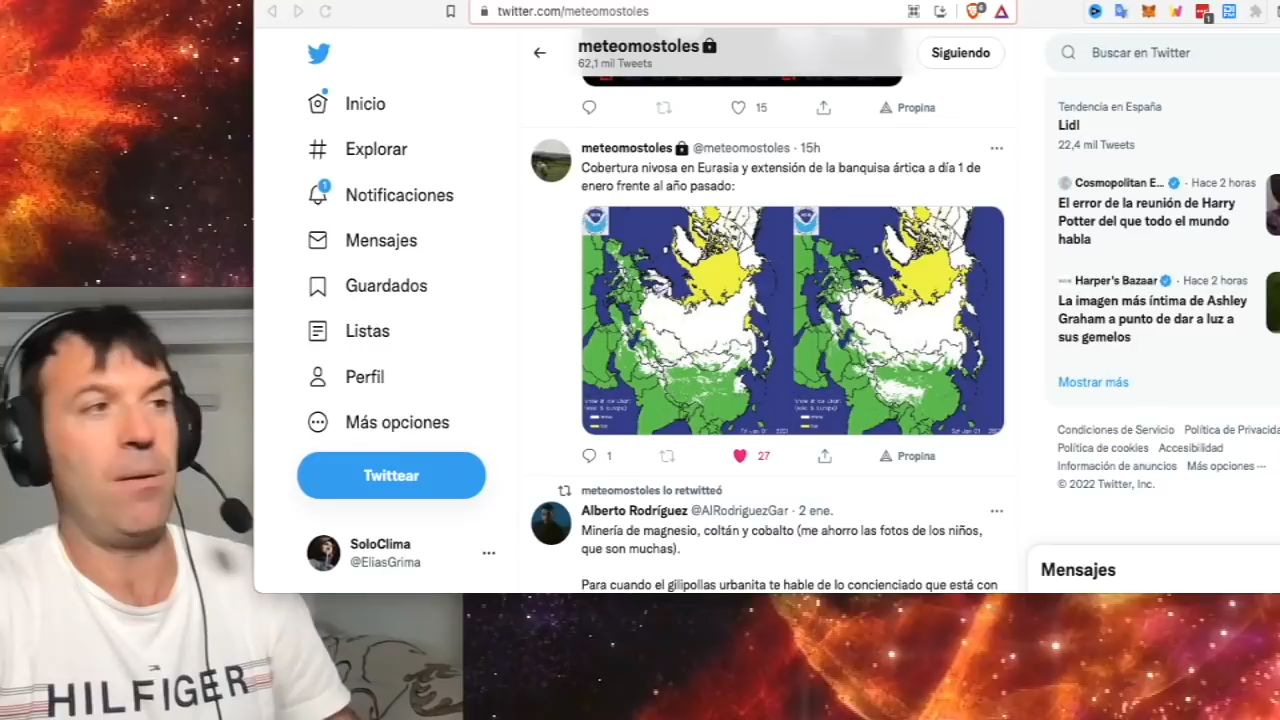 twitter.com/meteomostoles
meteomostoles
62,1 mil Tweets
Siguiendo
Buscar en Twitter
Inicio
Explorar
Notificaciones
1
Mensajes
Guardados
Listas
Perfil
Más opciones
Twittear
SoloClima
@EliasGrima
15
Propina
meteomostoles @meteomostoles · 15h
Cobertura nivosa en Eurasia y extensión de la banquisa ártica a día 1 de
enero frente al año pasado:
1
27
Propina
meteomostoles lo retwitteó
Alberto Rodríguez @AlRodriguezGar · 2 ene.
Minería de magnesio, coltán y cobalto (me ahorro las fotos de los niños,
que son muchas).
Para cuando el gilipollas urbanita te hable de lo concienciado que está con
Tendencia en España
Lidl
22,4 mil Tweets
Cosmopolitan E... · Hace 2 horas
El error de la reunión de Harry
Potter del que todo el mundo
habla
Harper's Bazaar · Hace 2 horas
La imagen más íntima de Ashley
Graham a punto de dar a luz a
sus gemelos
Mostrar más
Condiciones de Servicio Política de Privacida
Política de cookies Accesibilidad
Información de anuncios Más opciones ···
© 2022 Twitter, Inc.
Mensajes
HILFIGER